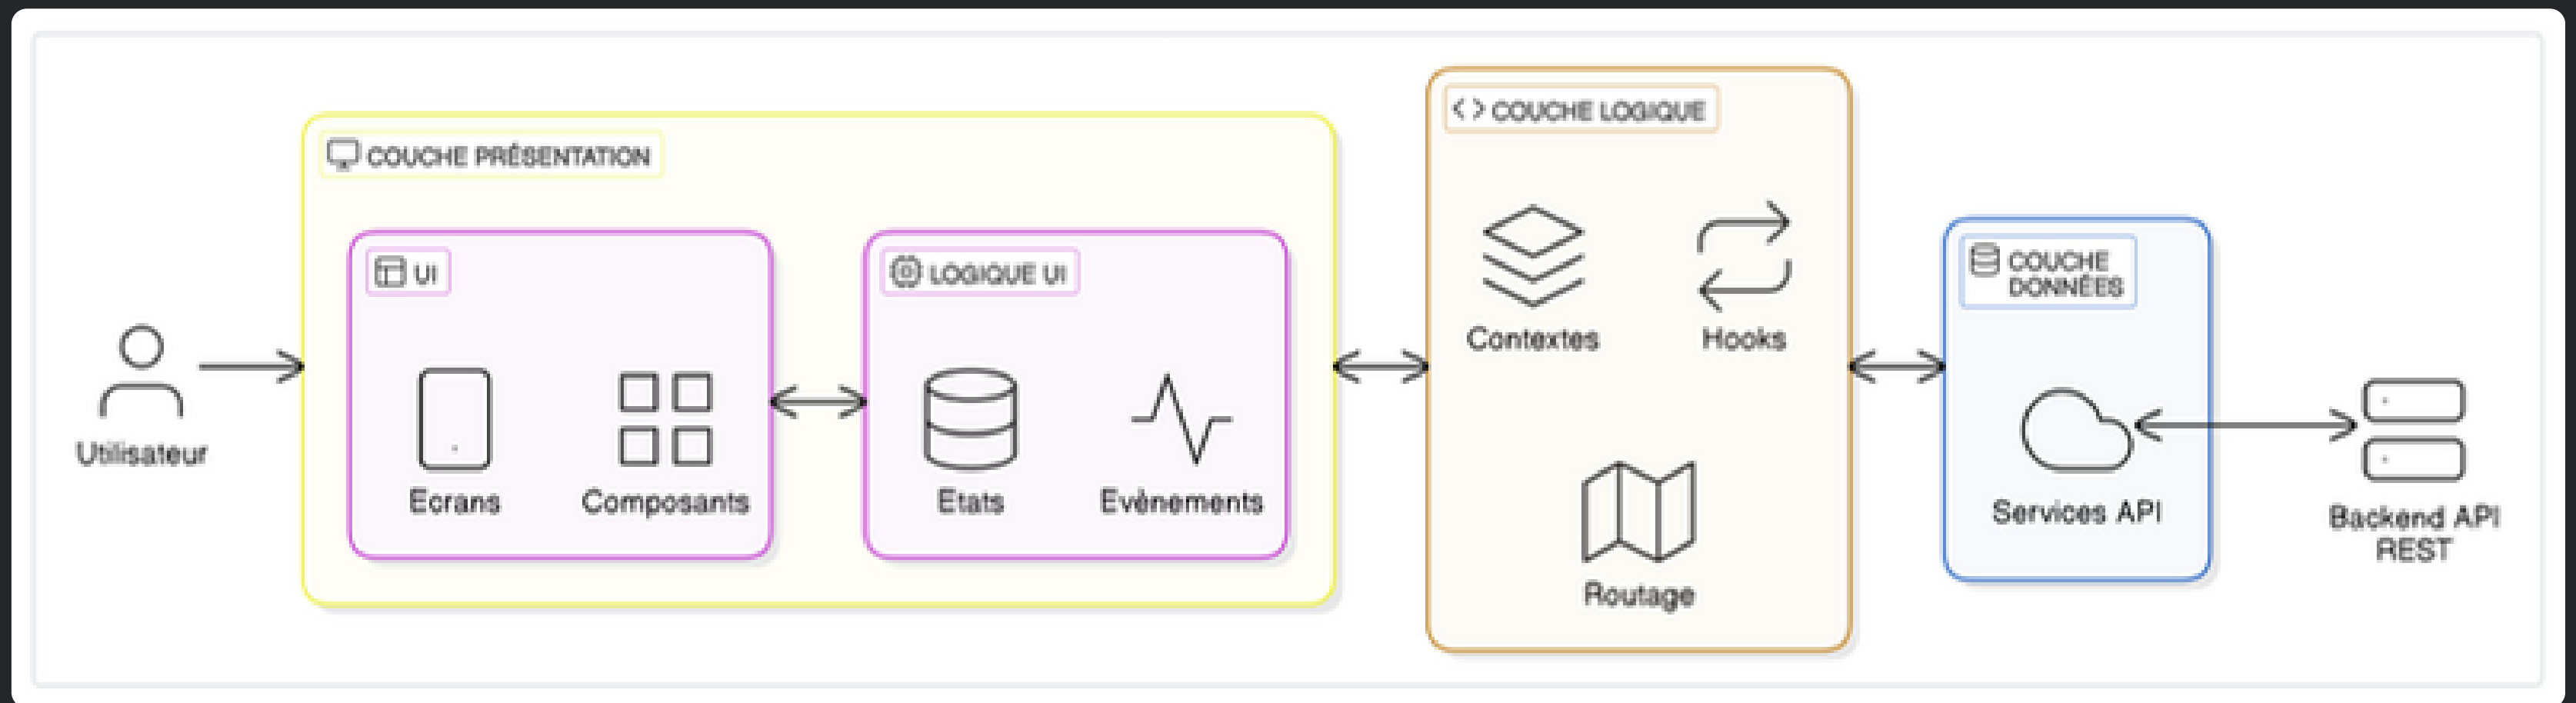 COUCHE PRÉSENTATION
UI
LOGIQUE UI
Utilisateur
Ecrans
Composants
Etats
Evènements
<> COUCHE LOGIQUE
Contextes
Hooks
Routage
COUCHE
DONNÉES
Services API
Backend API
REST